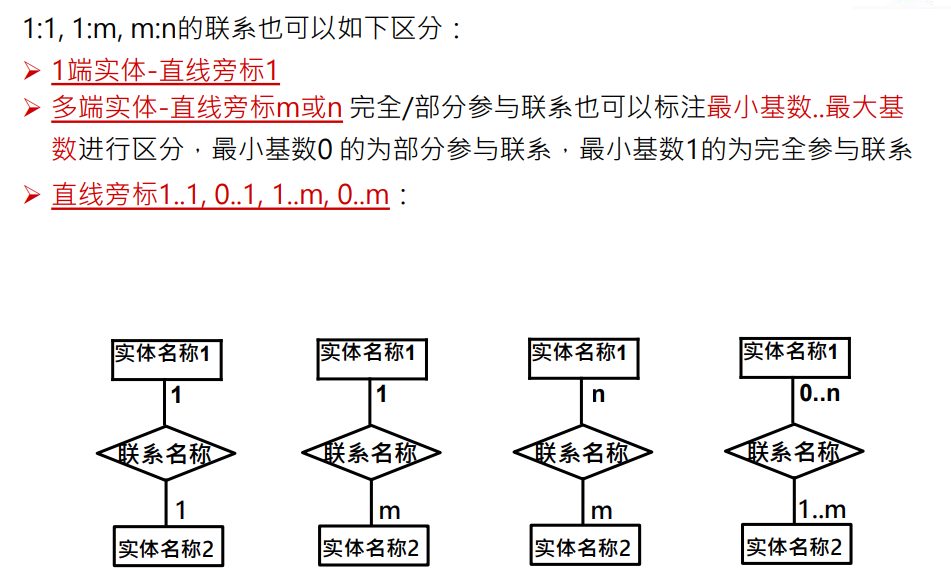 1:1, 1:m, m:n的联系也可以如下区分：
➢ 1端实体-直线旁标1
➢ 多端实体-直线旁标m或n 完全/部分参与联系也可以标注最小基数..最大基
数进行区分，最小基数0 的为部分参与联系，最小基数1的为完全参与联系
➢ 直线旁标1..1, 0..1, 1..m, 0..m：
实体名称1 实体名称1 实体名称1 实体名称1
1 1 n 0..n
联系名称 联系名称 联系名称 联系名称
1 m m 1..m
实体名称2 实体名称2 实体名称2 实体名称2